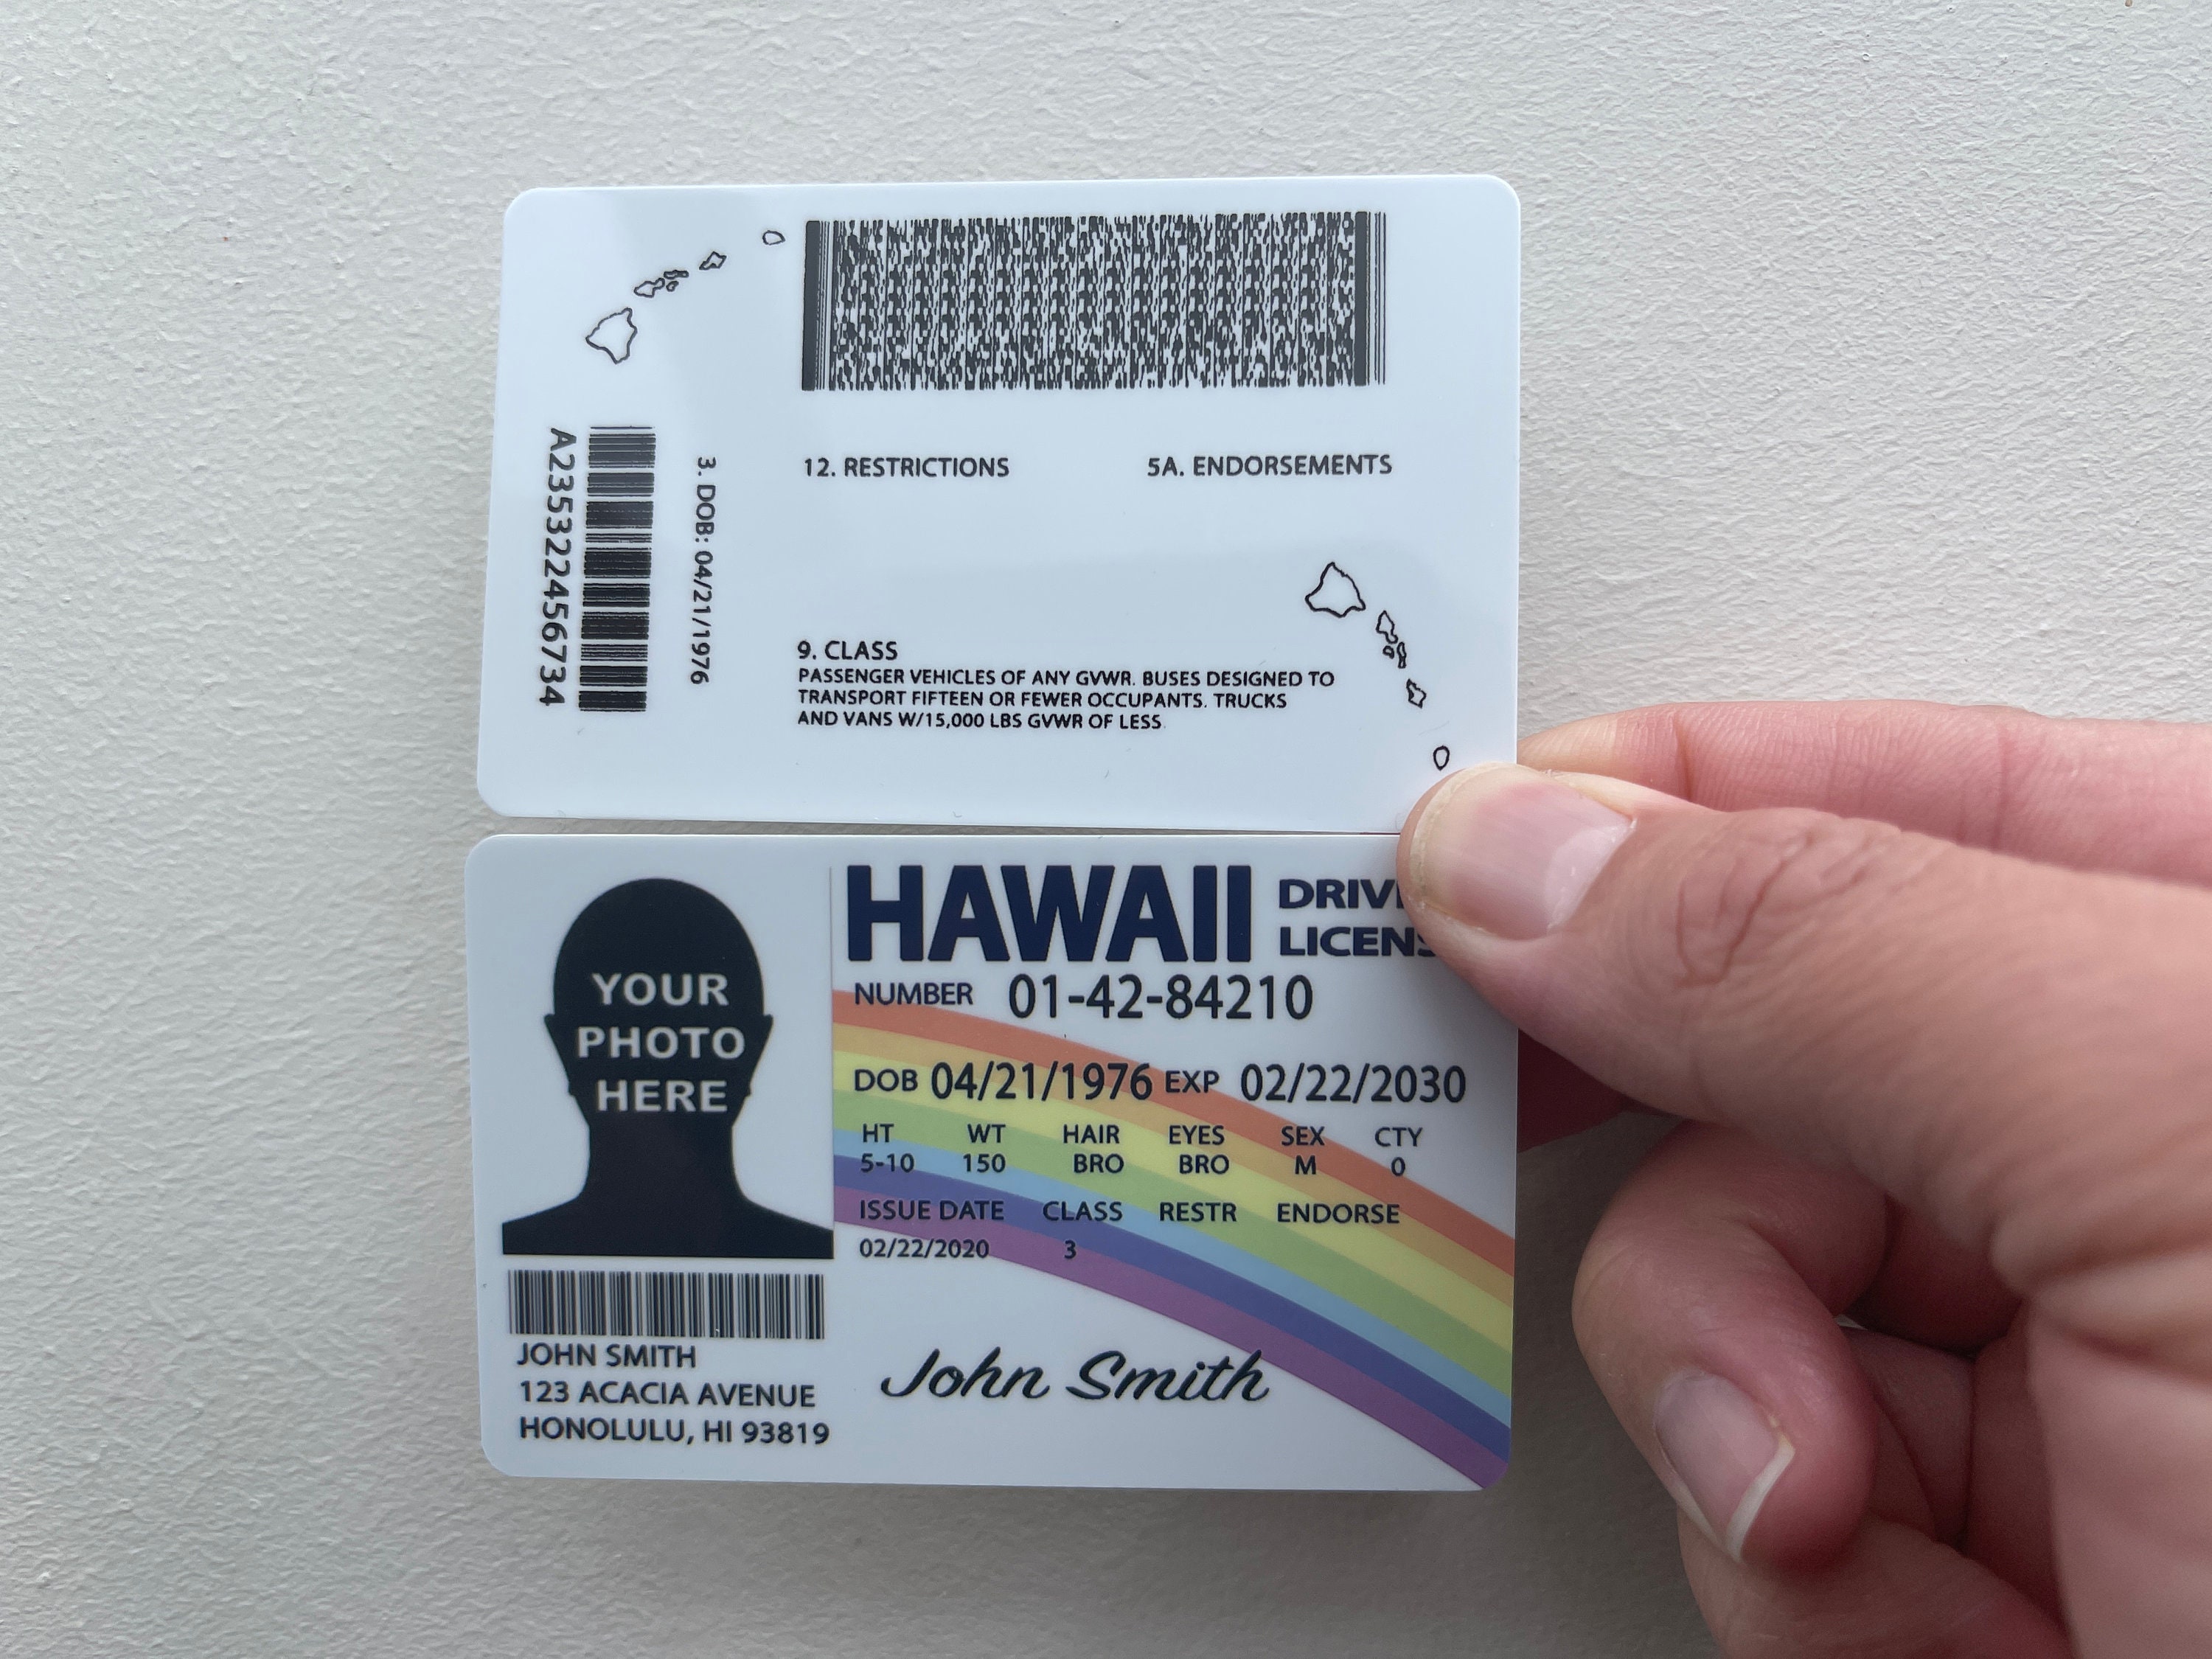 12. RESTRICTIONS
5A. ENDORSEMENTS
3. DOB: 04/21/1976
A2353224456734
9. CLASS
PASSENGER VEHICLES OF ANY GVWR. BUSES DESIGNED TO
TRANSPORT FIFTEEN OR FEWER OCCUPANTS. TRUCKS
AND VANS W/15,000 LBS GVWR OF LESS
HAWAII
DRIV
LICENS
NUMBER 01-42-84210
DOB 04/21/1976 EXP 02/22/2030
HT WT HAIR EYES SEX CTY
5-10 150 BRO BRO M 0
ISSUE DATE CLASS RESTR ENDORSE
02/22/2020 3
YOUR
PHOTO
HERE
JOHN SMITH
123 ACACIA AVENUE
HONOLULU, HI 93819
John Smith